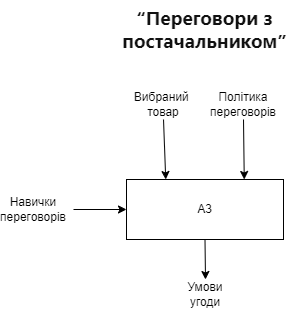 “Переговори з
постачальником”
Вибраний
товар
Політика
переговорів
Навички
переговорів
А3
Умови
угоди